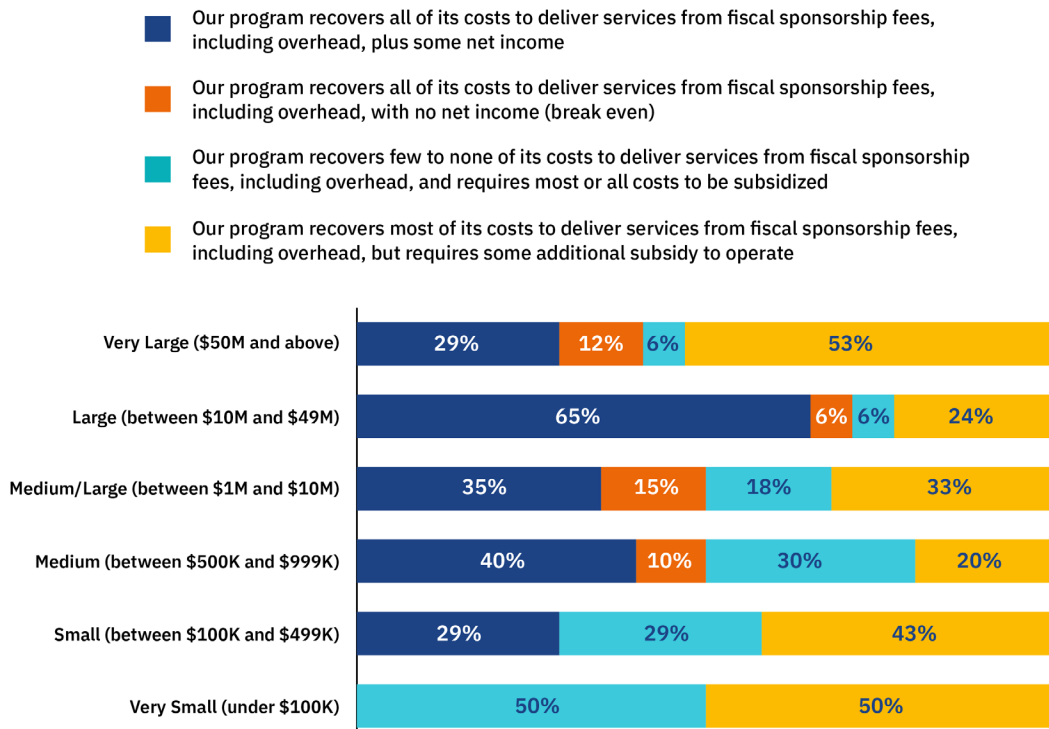 Our program recovers all of its costs to deliver services from fiscal sponsorship fees,
including overhead, plus some net income
Our program recovers all of its costs to deliver services from fiscal sponsorship fees,
including overhead, with no net income (break even)
Our program recovers few to none of its costs to deliver services from fiscal sponsorship
fees, including overhead, and requires most or all costs to be subsidized
Our program recovers most of its costs to deliver services from fiscal sponsorship fees,
including overhead, but requires some additional subsidy to operate
Very Large ($50M and above) 29% 12% 6% 53%
Large (between $10M and $49M) 65% 6% 6% 24%
Medium/Large (between $1M and $10M) 35% 15% 18% 33%
Medium (between $500K and $999K) 40% 10% 30% 20%
Small (between $100K and $499K) 29% 29% 43%
Very Small (under $100K) 50% 50%